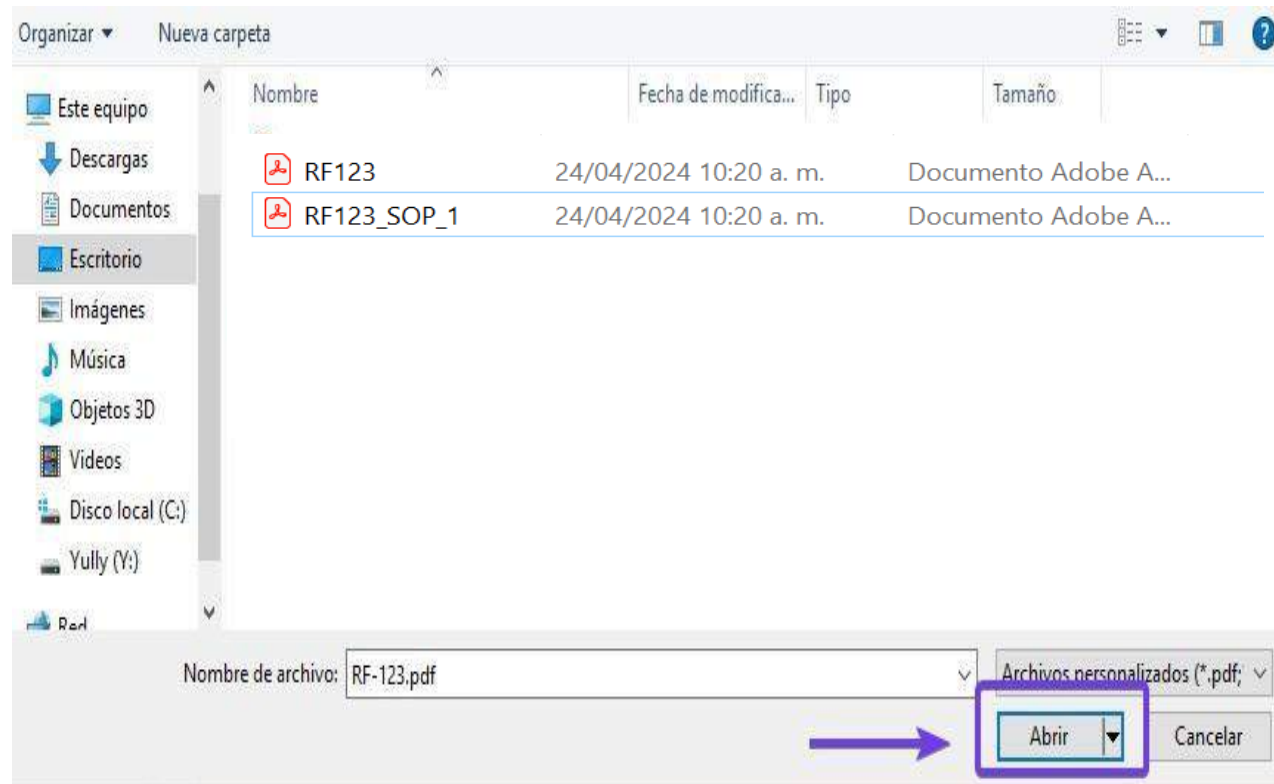 Organizar Nueva carpeta
Nombre Fecha de modifica... Tipo Tamaño
Este equipo
Descargas
Documentos
Escritorio
Imágenes
Música
Objetos 3D
Videos
Disco local (C:)
Yully (Y:)
Red
RF123 24/04/2024 10:20 a. m. Documento Adobe A...
RF123_SOP_1 24/04/2024 10:20 a. m. Documento Adobe A...
Nombre de archivo: RF-123.pdf Archivos personalizados (*.pdf;
Abrir Cancelar